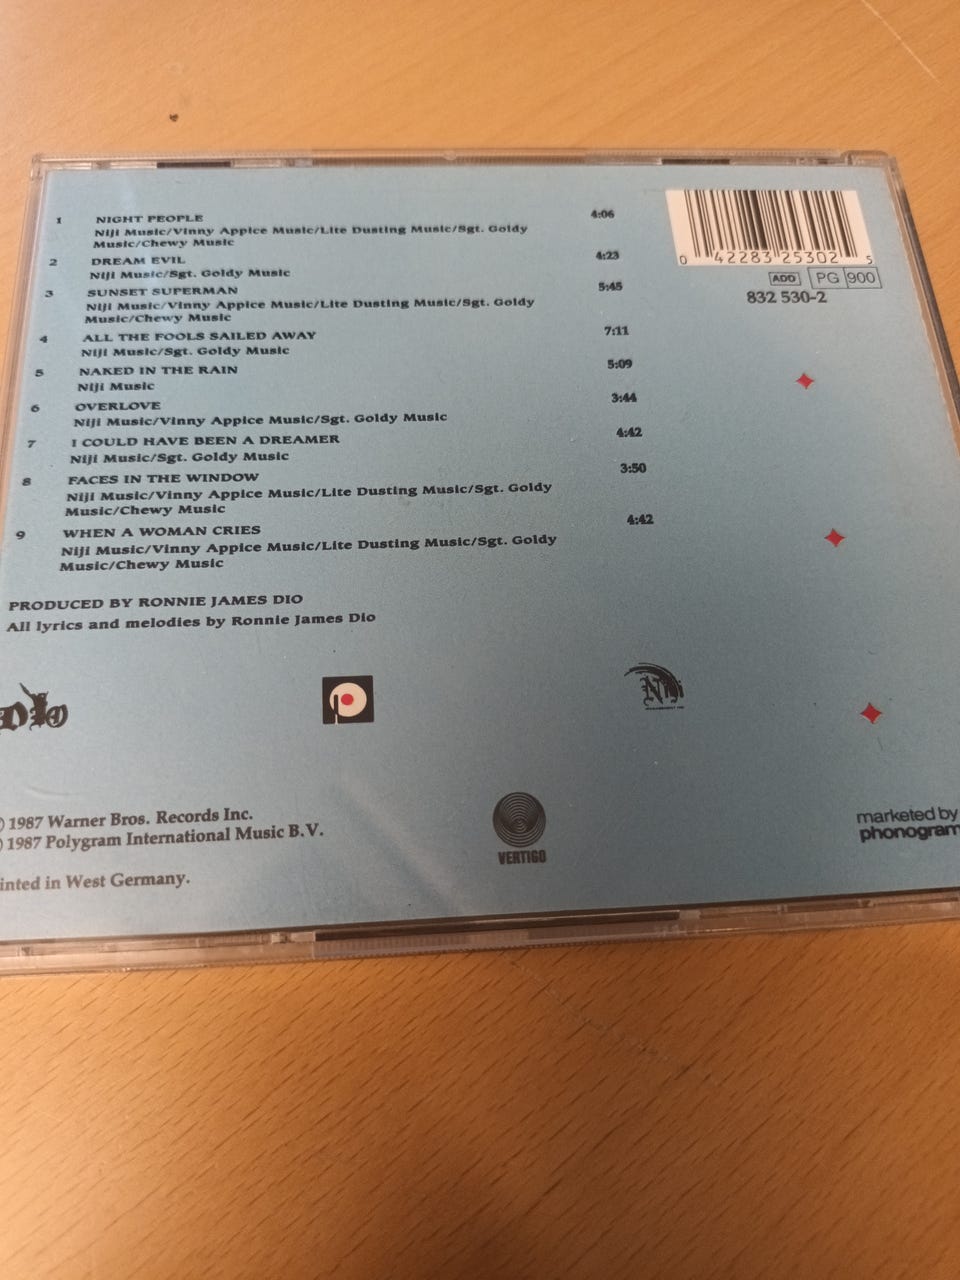 1 NIGHT PEOPLE 4:06
Niji Music/Vinny Appice Music/Lite Dusting Music/Sgt. Goldy
Music/Chewy Music
2 DREAM EVIL 4:23
Niji Music/Sgt. Goldy Music
3 SUNSET SUPERMAN 5:45
Niji Music/Vinny Appice Music/Lite Dusting Music/Sgt. Goldy
Music/Chewy Music
4 ALL THE FOOLS SAILED AWAY 7:11
Niji Music/Sgt. Goldy Music
5 NAKED IN THE RAIN 5:09
Niji Music
6 OVERLOVE 3:44
Niji Music/Vinny Appice Music/Sgt. Goldy Music
7 I COULD HAVE BEEN A DREAMER 4:42
Niji Music/Sgt. Goldy Music
8 FACES IN THE WINDOW 3:50
Niji Music/Vinny Appice Music/Lite Dusting Music/Sgt. Goldy
Music/Chewy Music
9 WHEN A WOMAN CRIES 4:42
Niji Music/Vinny Appice Music/Lite Dusting Music/Sgt. Goldy
Music/Chewy Music
0 42283 25302 5
ADD PG 900
832 530-2
PRODUCED BY RONNIE JAMES DIO
All lyrics and melodies by Ronnie James Dio
DIO
P
Niji
VERTIGO
1987 Warner Bros. Records Inc.
1987 Polygram International Music B.V.
inted in West Germany.
marketed by
phonogram